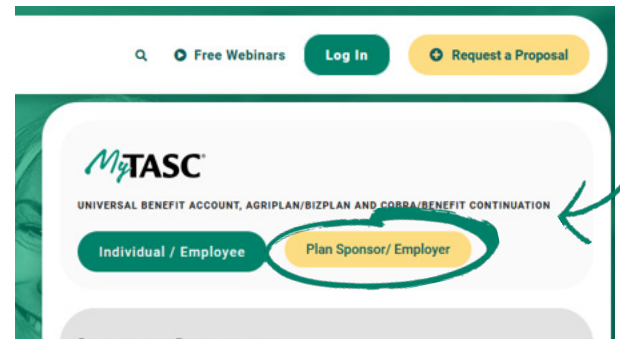 Free Webinars
Log In
Request a Proposal
MyTASC
UNIVERSAL BENEFIT ACCOUNT, AGRIPLAN/BIZPLAN AND COBRA/BENEFIT CONTINUATION
Individual / Employee
Plan Sponsor/ Employer